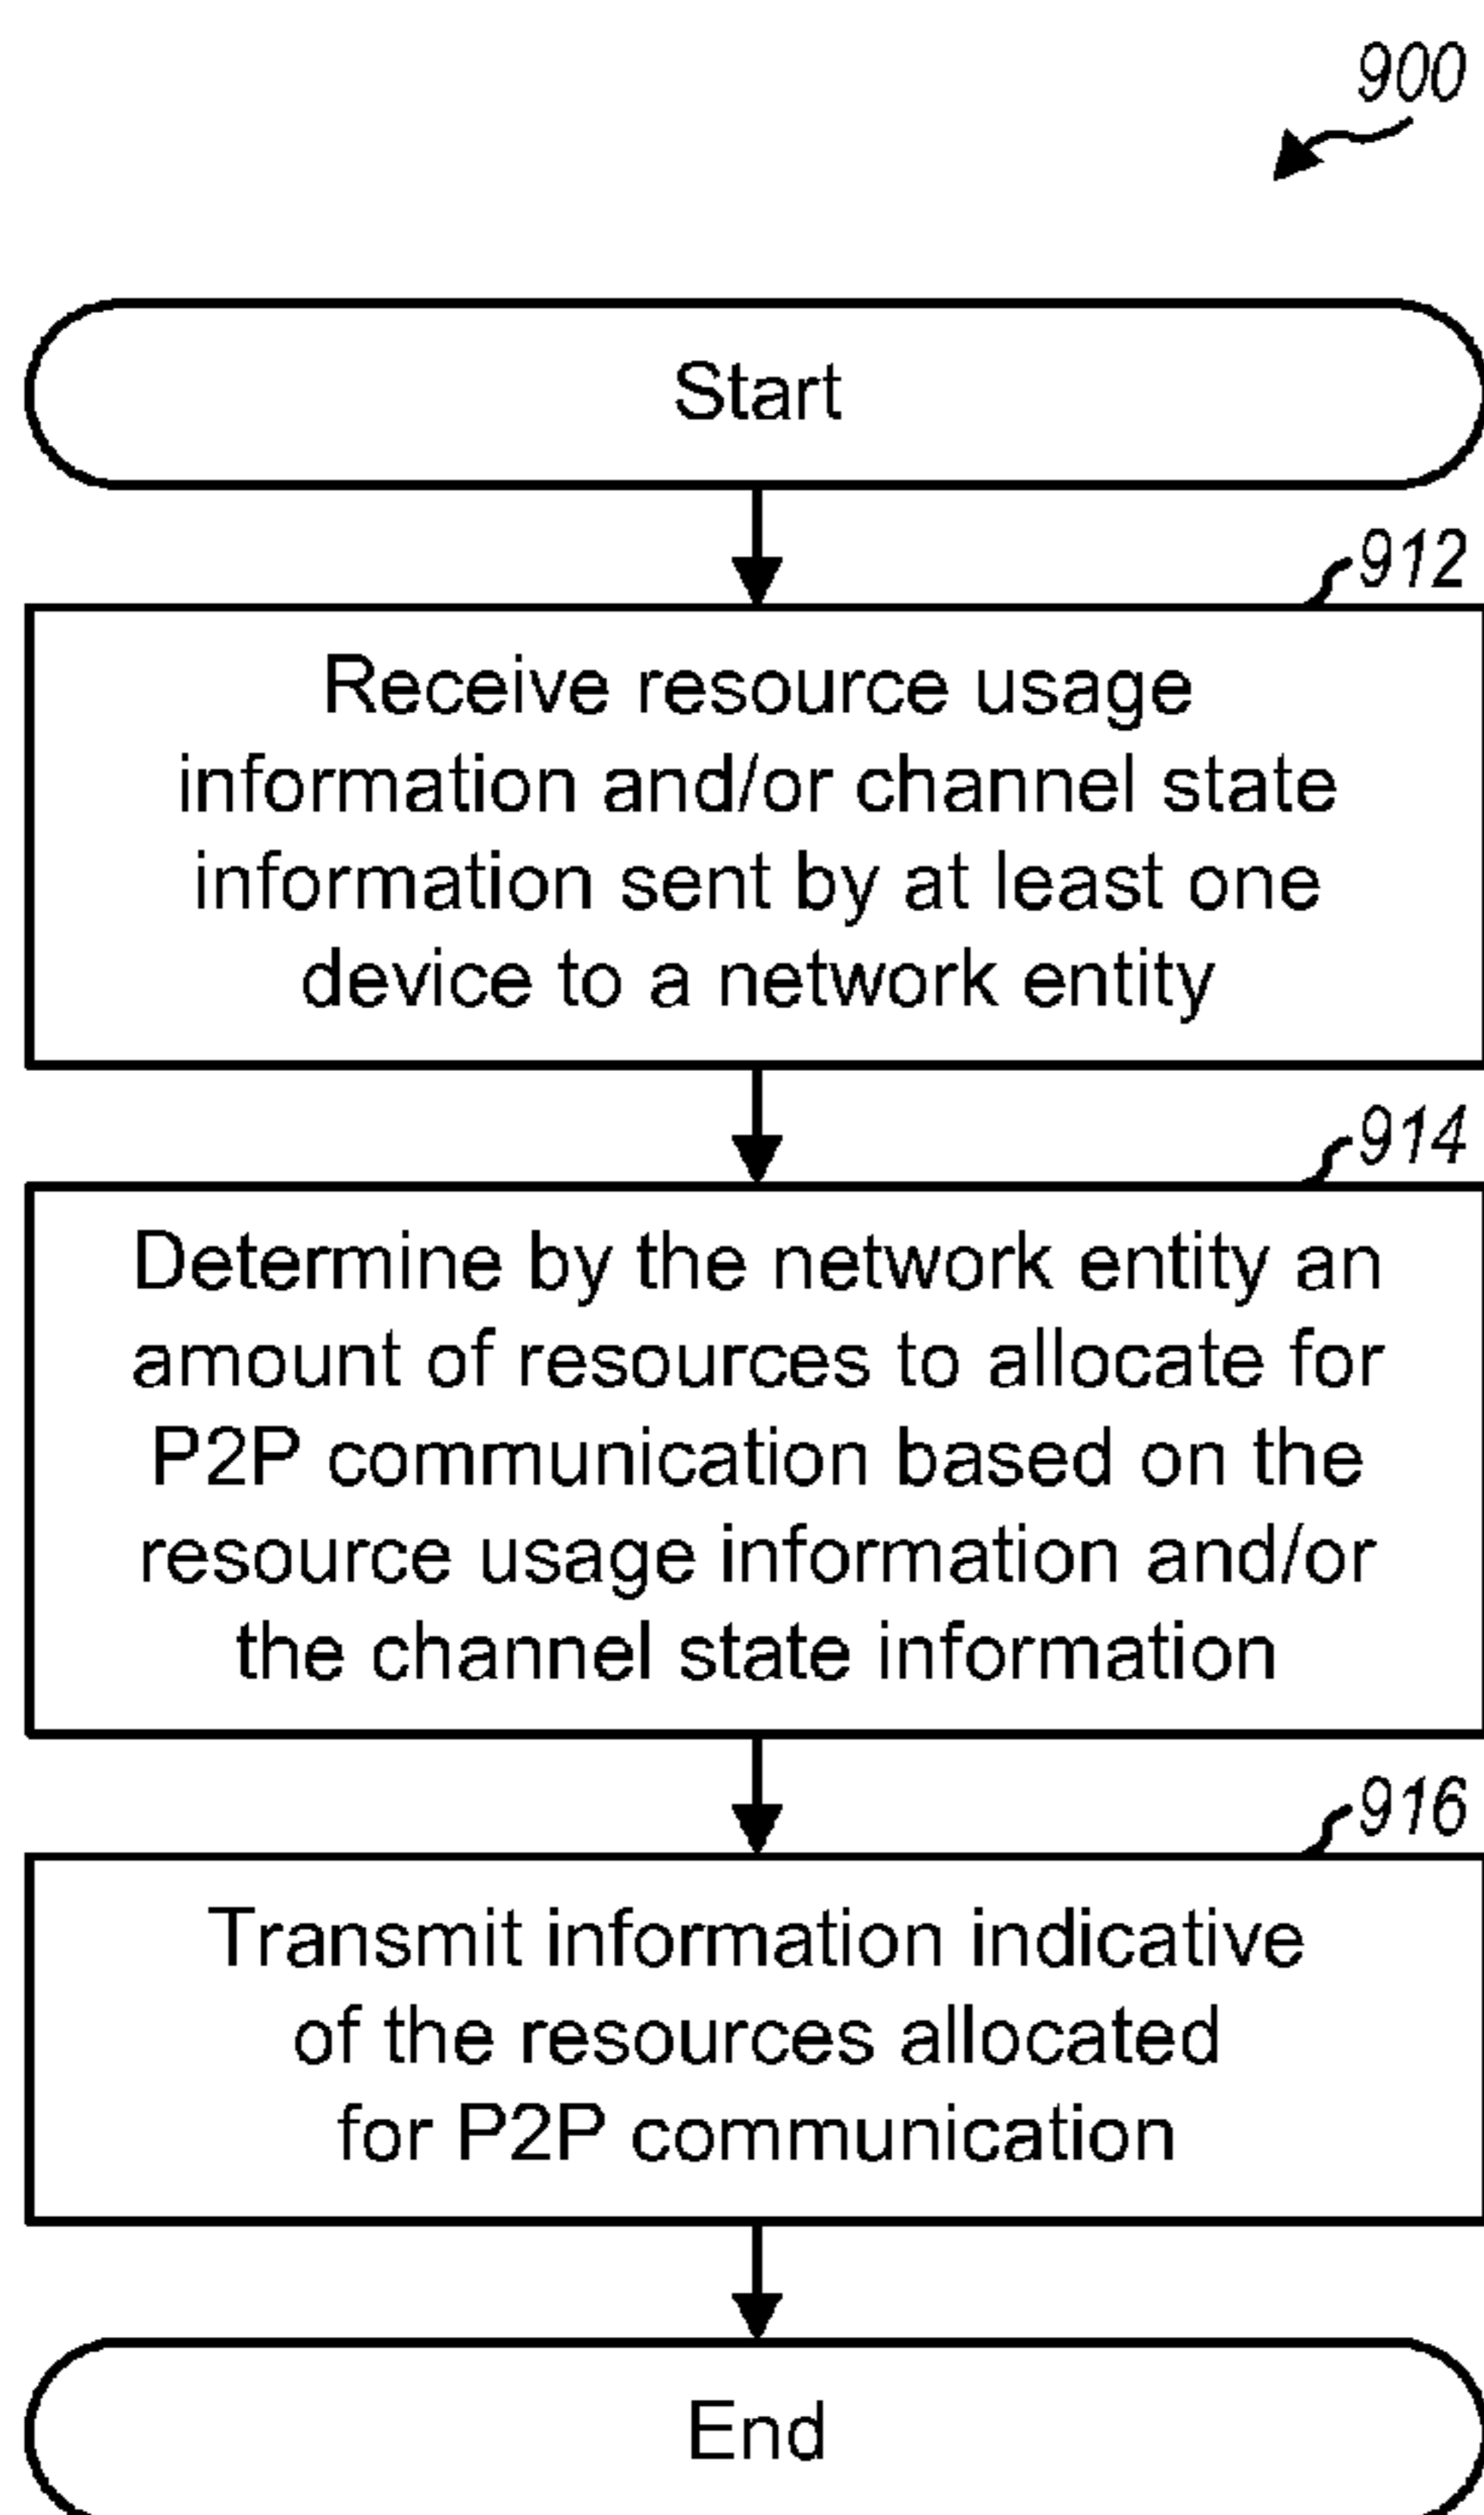 900
Start
912
Receive resource usage
information and/or channel state
information sent by at least one
device to a network entity
914
Determine by the network entity an
amount of resources to allocate for
P2P communication based on the
resource usage information and/or
the channel state information
916
Transmit information indicative
of the resources allocated
for P2P communication
End